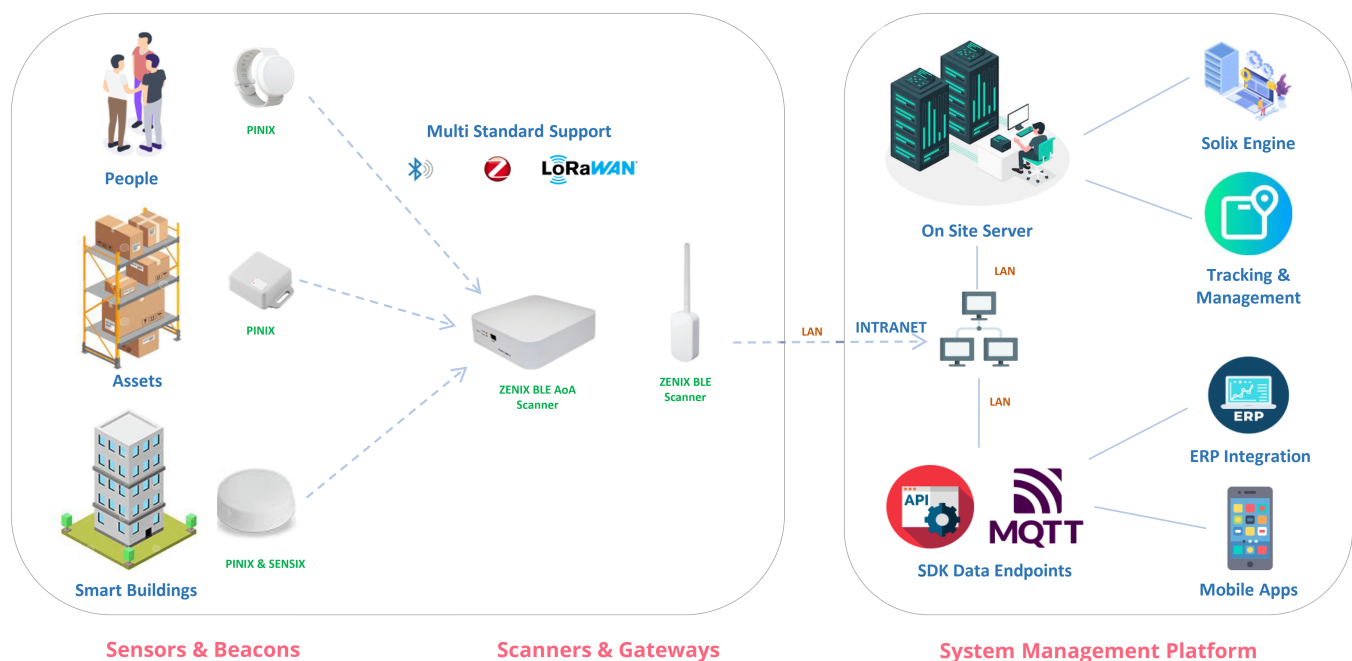 People
PINIX
Multi Standard Support
LoRaWAN
Assets
PINIX
ZENIX BLE AoA
Scanner
ZENIX BLE
Scanner
Smart Buildings
PINIX & SENSIX
LAN
INTRANET
On Site Server
LAN
LAN
Solix Engine
Tracking &
Management
API
MQTT
SDK Data Endpoints
ERP
ERP Integration
Mobile Apps
Sensors & Beacons
Scanners & Gateways
System Management Platform